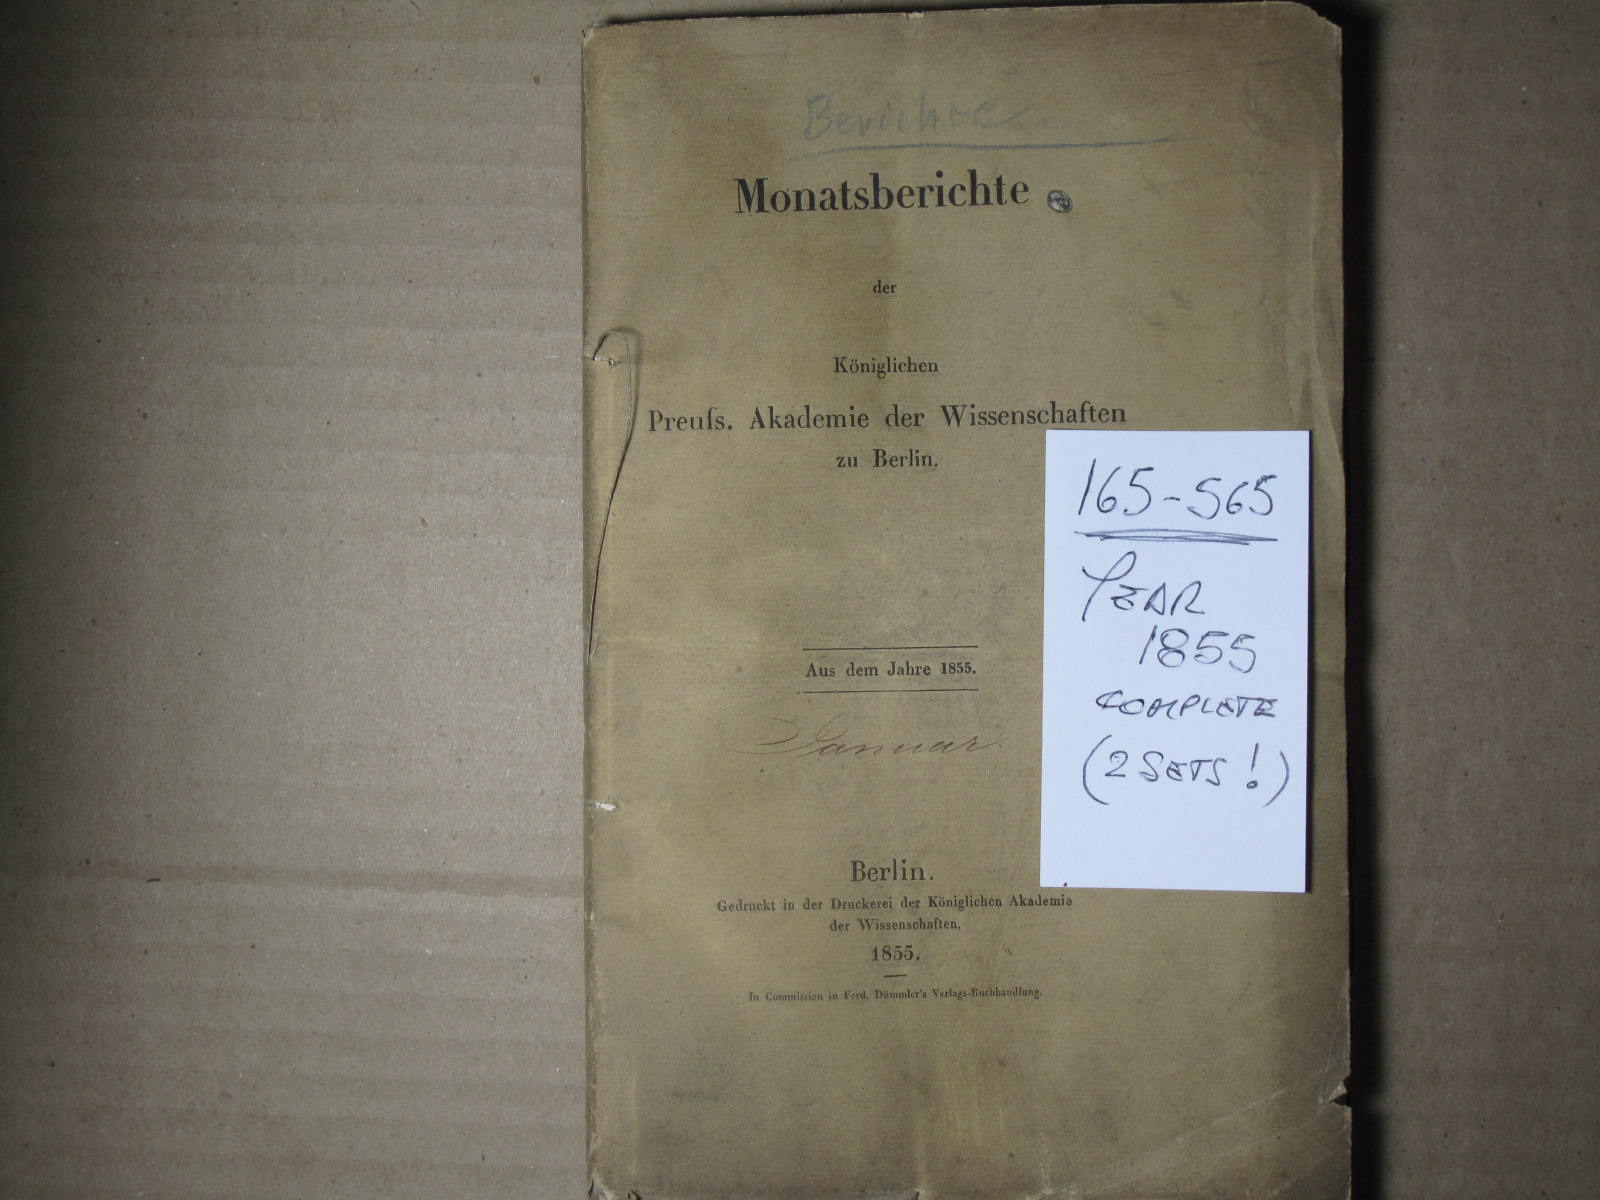 Berichte
Monatsberichte
der
Königlichen
Preuſs. Akademie der Wissenschaften
zu Berlin.
Aus dem Jahre 1855.
Januar.
Berlin.
Gedruckt in der Druckerei der Königlichen Akademie
der Wissenschaften.
1855.
In Commission in Ferd. Dümmler's Verlags-Buchhandlung.
165-565
YEAR
1855
COMPLETE
(2 SETS!)